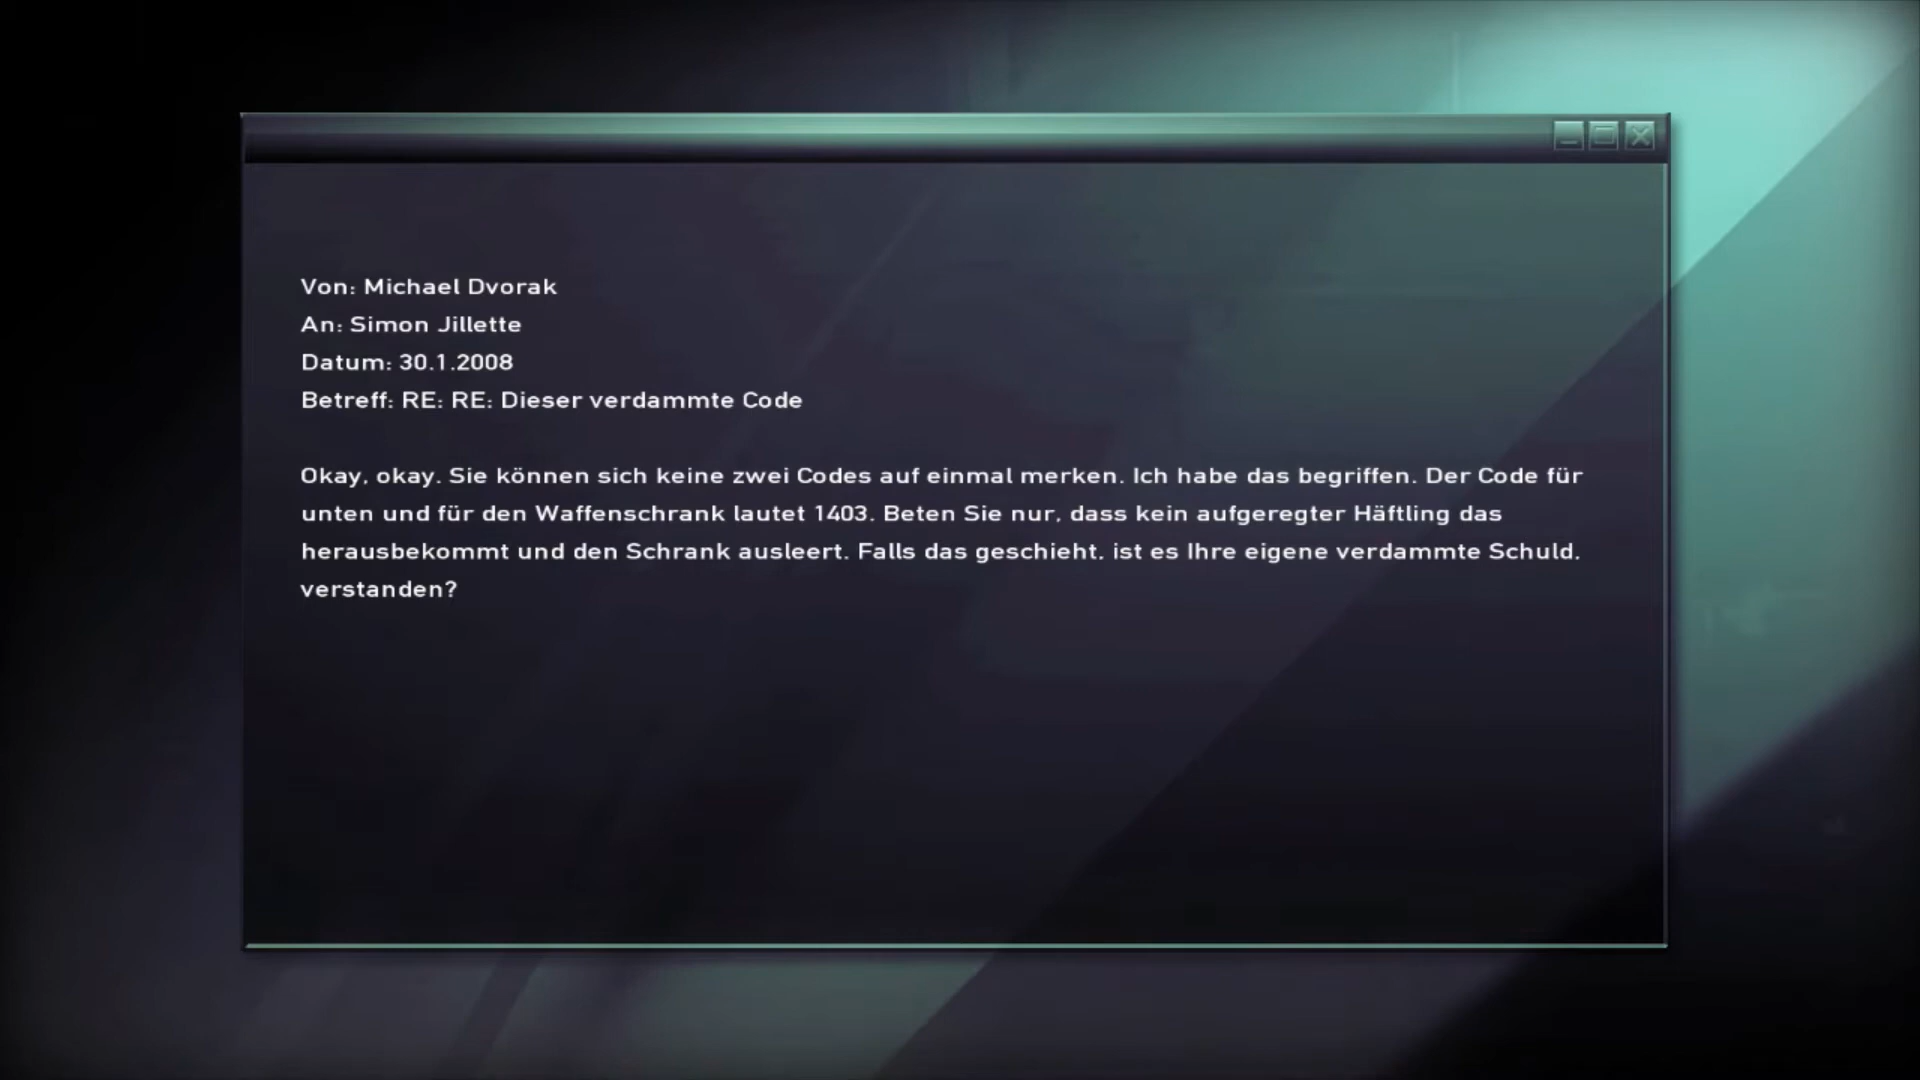 Von: Michael Dvorak
An: Simon Jillette
Datum: 30.1.2008
Betreff: RE: RE: Dieser verdammte Code
Okay, okay. Sie können sich keine zwei Codes auf einmal merken. Ich habe das begriffen. Der Code für
unten und für den Waffenschrank lautet 1403. Beten Sie nur, dass kein aufgeregter Häftling das
herausbekommt und den Schrank ausleert. Falls das geschieht, ist es Ihre eigene verdammte Schuld,
verstanden?